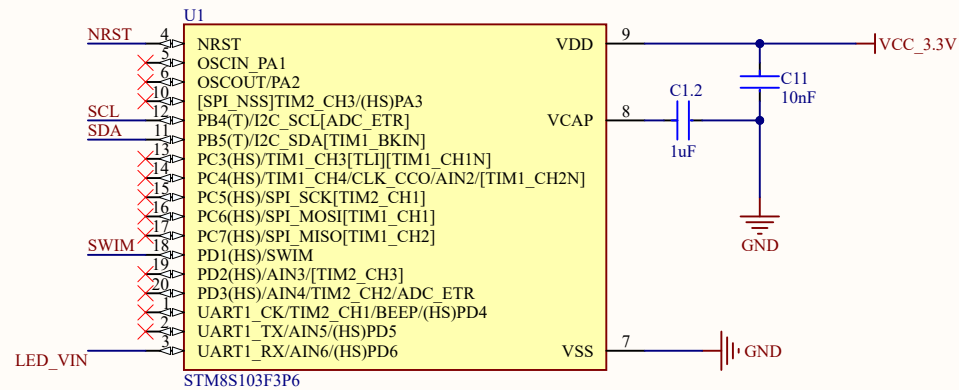 U1
NRST 4 NRST VDD 9 VCC_3.3V
5 OSCIN_PA1
6 OSCOUT/PA2
10 [SPI_NSS]TIM2_CH3/(HS)PA3
C1.2
C11
10nF
SCL 12 PB4(T)/I2C_SCL[ADC_ETR] VCAP 8
SDA 11 PB5(T)/I2C_SDA[TIM1_BKIN]
1uF
13 PC3(HS)/TIM1_CH3[TLI][TIM1_CH1N]
14 PC4(HS)/TIM1_CH4/CLK_CCO/AIN2/[TIM1_CH2N]
15 PC5(HS)/SPI_SCK[TIM2_CH1]
16 PC6(HS)/SPI_MOSI[TIM1_CH1]
17 PC7(HS)/SPI_MISO[TIM1_CH2]
GND
SWIM 18 PD1(HS)/SWIM
19 PD2(HS)/AIN3/[TIM2_CH3]
20 PD3(HS)/AIN4/TIM2_CH2/ADC_ETR
1 UART1_CK/TIM2_CH1/BEEP/(HS)PD4
2 UART1_TX/AIN5/(HS)PD5
LED_VIN 3 UART1_RX/AIN6/(HS)PD6 VSS 7 GND
STM8S103F3P6